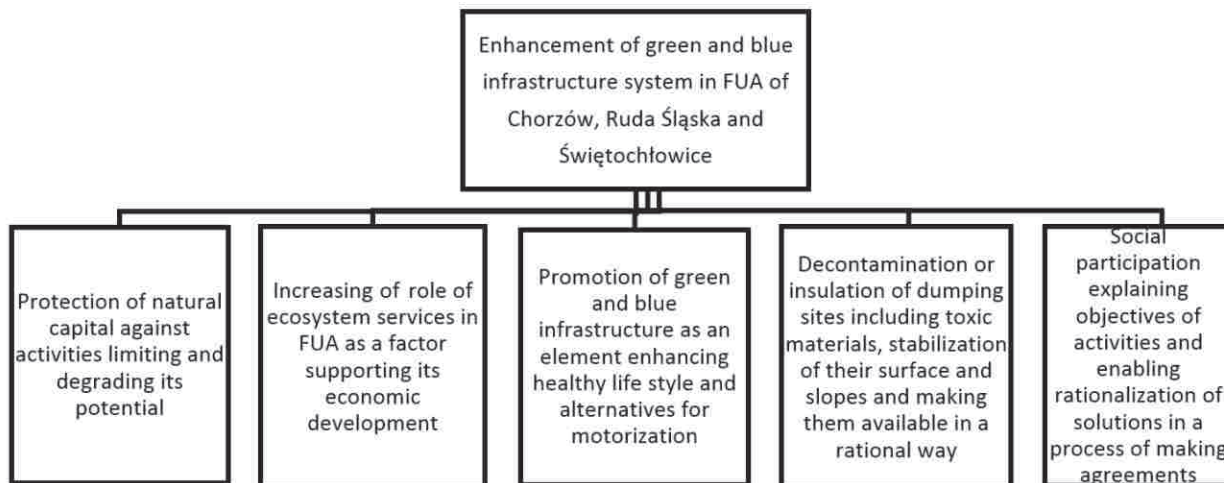 Enhancement of green and blue
infrastructure system in FUA of
Chorzów, Ruda Śląska and
Świętochłowice
Protection of natural
capital against
activities limiting and
degrading its
potential
Increasing of role of
ecosystem services in
FUA as a factor
supporting its
economic
development
Promotion of green
and blue
infrastructure as an
element enhancing
healthy life style and
alternatives for
motorization
Decontamination or
insulation of dumping
sites including toxic
materials, stabilization
of their surface and
slopes and making
them available in a
rational way
Social
participation
explaining
objectives of
activities and
enabling
rationalization of
solutions in a
process of making
agreements